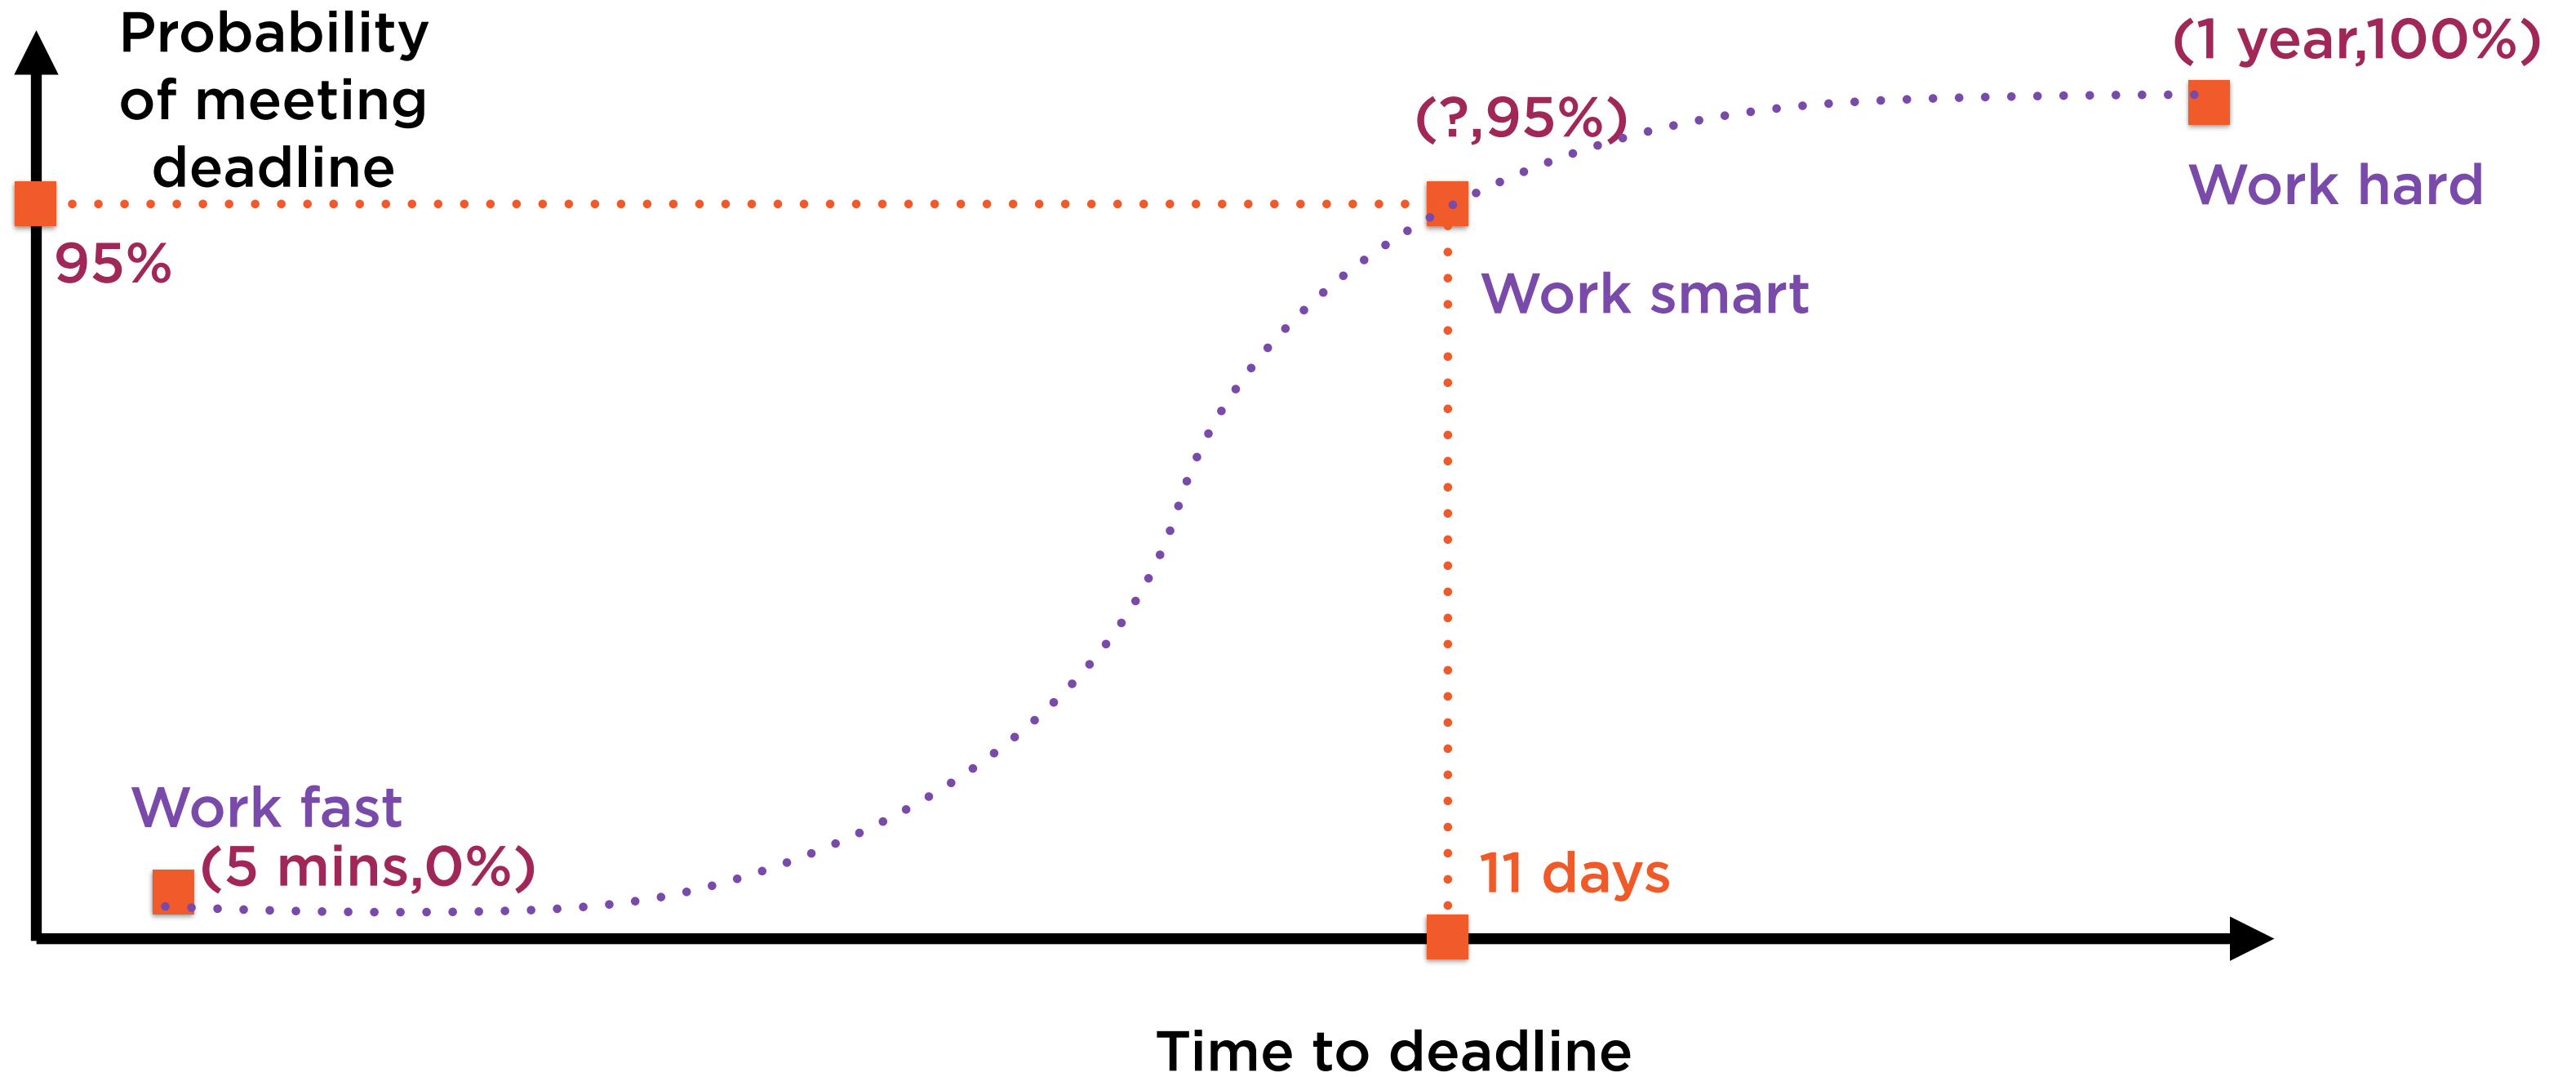 Probability
of meeting
deadline
(1 year,100%)
(?,95%)
Work hard
95%
Work smart
Work fast
(5 mins,0%)
11 days
Time to deadline